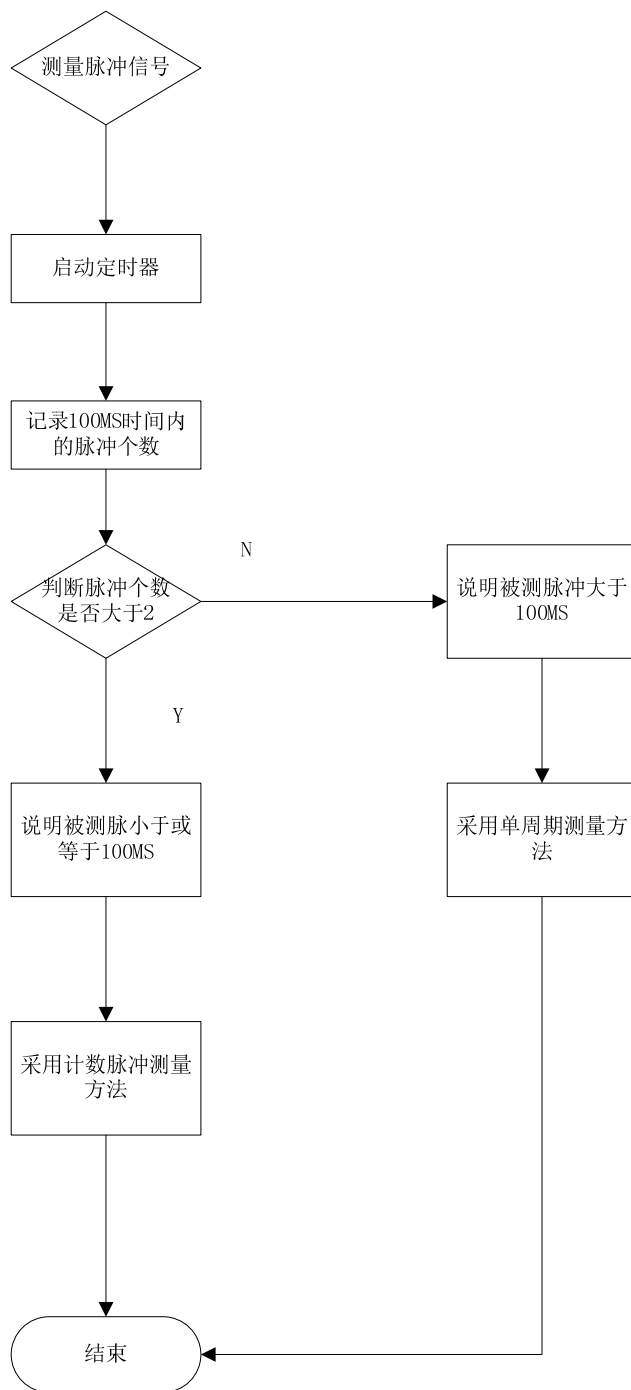 测量脉冲信号
启动定时器
记录100MS时间内
的脉冲个数
判断脉冲个数
是否大于2
N
说明被测脉冲大于
100MS
Y
说明被测脉小于或
等于100MS
采用单周期测量方
法
采用计数脉冲测量
方法
结束